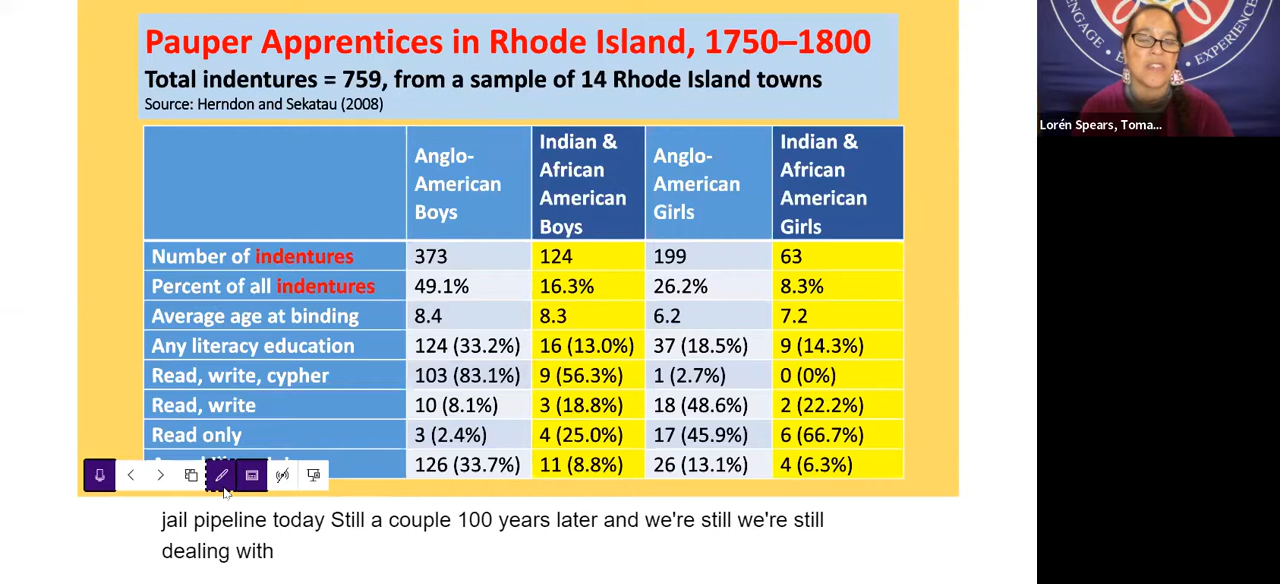 Pauper Apprentices in Rhode Island, 1750–1800
Total indentures = 759, from a sample of 14 Rhode Island towns
Source: Herndon and Sekatau (2008)
Anglo-American Boys Indian & African American Boys Anglo-American Girls Indian & African American Girls
Number of indentures 373 124 199 63
Percent of all indentures 49.1% 16.3% 26.2% 8.3%
Average age at binding 8.4 8.3 6.2 7.2
Any literacy education 124 (33.2%) 16 (13.0%) 37 (18.5%) 9 (14.3%)
Read, write, cypher 103 (83.1%) 9 (56.3%) 1 (2.7%) 0 (0%)
Read, write 10 (8.1%) 3 (18.8%) 18 (48.6%) 2 (22.2%)
Read only 3 (2.4%) 4 (25.0%) 17 (45.9%) 6 (66.7%)
126 (33.7%) 11 (8.8%) 26 (13.1%) 4 (6.3%)
jail pipeline today Still a couple 100 years later and we're still we're still
dealing with
ENGAGE EXPERIENCE
Lorén Spears, Toma...